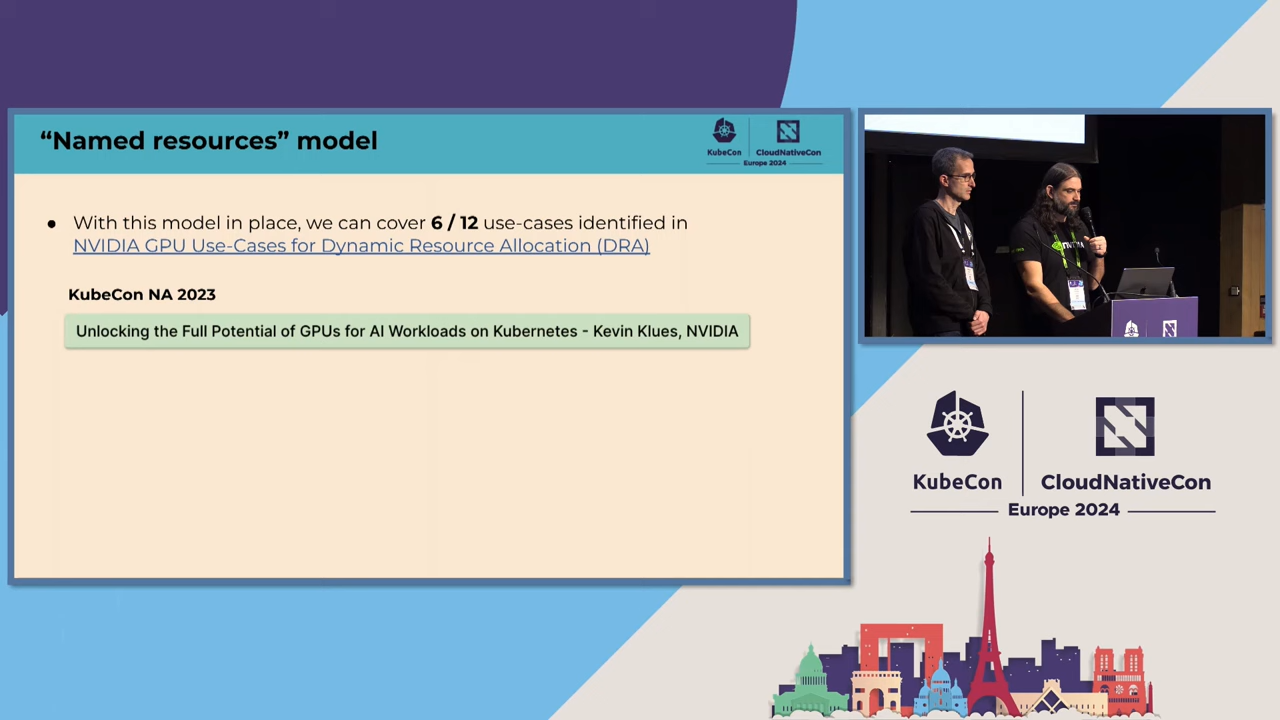 “Named resources” model
KubeCon
CloudNativeCon
Europe 2024
● With this model in place, we can cover 6 / 12 use-cases identified in
NVIDIA GPU Use-Cases for Dynamic Resource Allocation (DRA)
KubeCon NA 2023
Unlocking the Full Potential of GPUs for AI Workloads on Kubernetes - Kevin Klues, NVIDIA
KubeCon
CloudNativeCon
Europe 2024